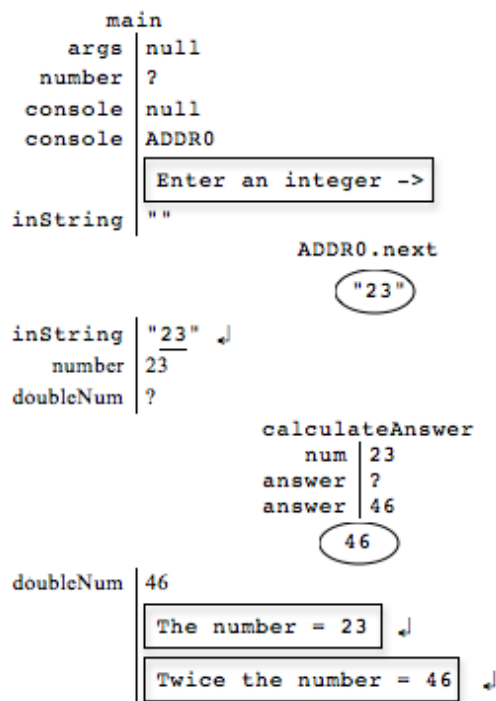 main
args null
number ?
console null
console ADDR0
Enter an integer ->
inString ""
ADDR0.next
"23"
inString "23" ↲
number 23
doubleNum ?
calculateAnswer
num 23
answer ?
answer 46
46
doubleNum 46
The number = 23 ↲
Twice the number = 46 ↲